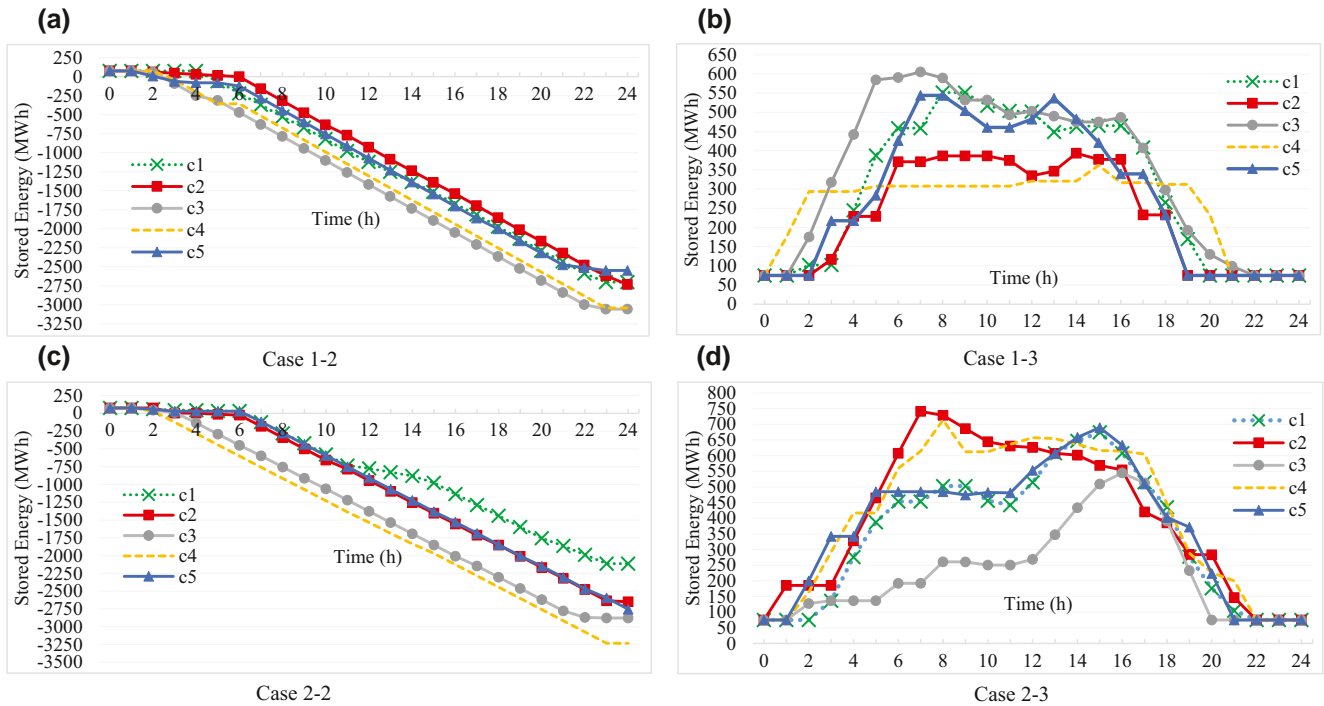 (a)
250
0
-250
-500
-750
-1000
-1250
-1500
-1750
-2000
-2250
-2500
-2750
-3000
-3250
Stored Energy (MWh)
0 2 4 6 8 10 12 14 16 18 20 22 24
Time (h)
c1
c2
c3
c4
c5
Case 1-2
(b)
650
600
550
500
450
400
350
300
250
200
150
100
50
0
Stored Energy (MWh)
c1
c2
c3
c4
c5
Time (h)
0 2 4 6 8 10 12 14 16 18 20 22 24
Case 1-3
(c)
250
0
-250
-500
-750
-1000
-1250
-1500
-1750
-2000
-2250
-2500
-2750
-3000
-3250
-3500
Stored Energy (MWh)
0 2 4 6 8 10 12 14 16 18 20 22 24
c1
c2
c3
c4
c5
Time (h)
Case 2-2
(d)
800
750
700
650
600
550
500
450
400
350
300
250
200
150
100
50
0
Stored Energy (MWh)
c1
c2
c3
c4
c5
Time (h)
0 2 4 6 8 10 12 14 16 18 20 22 24
Case 2-3